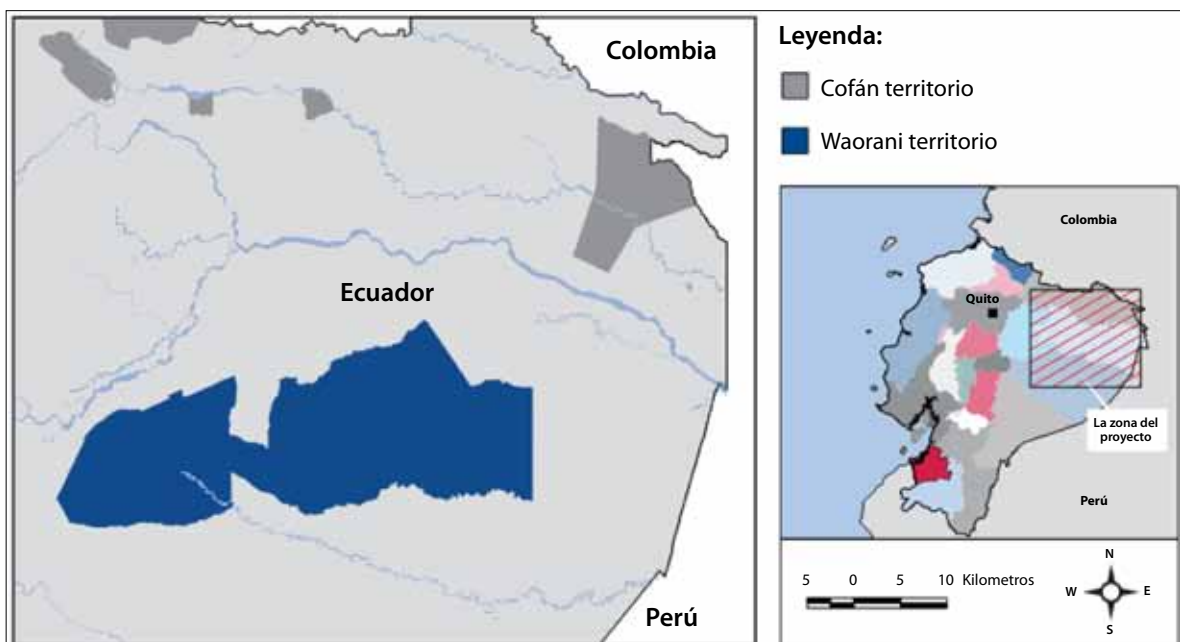 Colombia
Ecuador
Perú
Leyenda:
Cofán territorio
Waorani territorio
Colombia
Quito
La zona del
proyecto
Perú
5 0 5 10 Kilometros
N
W E
S